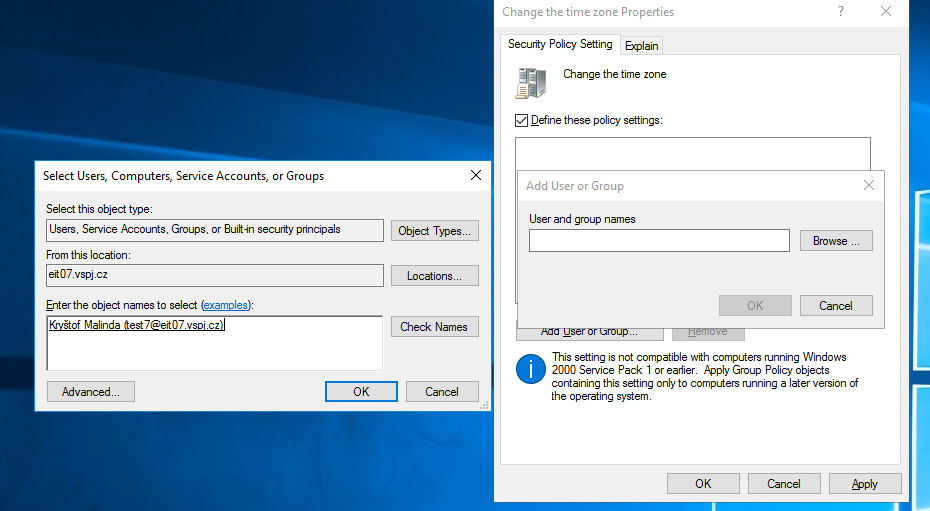 Change the time zone Properties
?
Security Policy Setting
Explain
Change the time zone
Define these policy settings:
Select Users, Computers, Service Accounts, or Groups
Select this object type:
Users, Service Accounts, Groups, or Built-in security principals
Object Types...
From this location:
eit07.vspj.cz
Locations...
Enter the object names to select (examples):
Kryštof Malinda (test7@eit07.vspj.cz)
Check Names
Advanced...
OK
Cancel
Add User or Group
User and group names
Browse ...
OK
Cancel
Add User or Group...
Remove
i
This setting is not compatible with computers running Windows
2000 Service Pack 1 or earlier. Apply Group Policy objects
containing this setting only to computers running a later version of
the operating system.
OK
Cancel
Apply